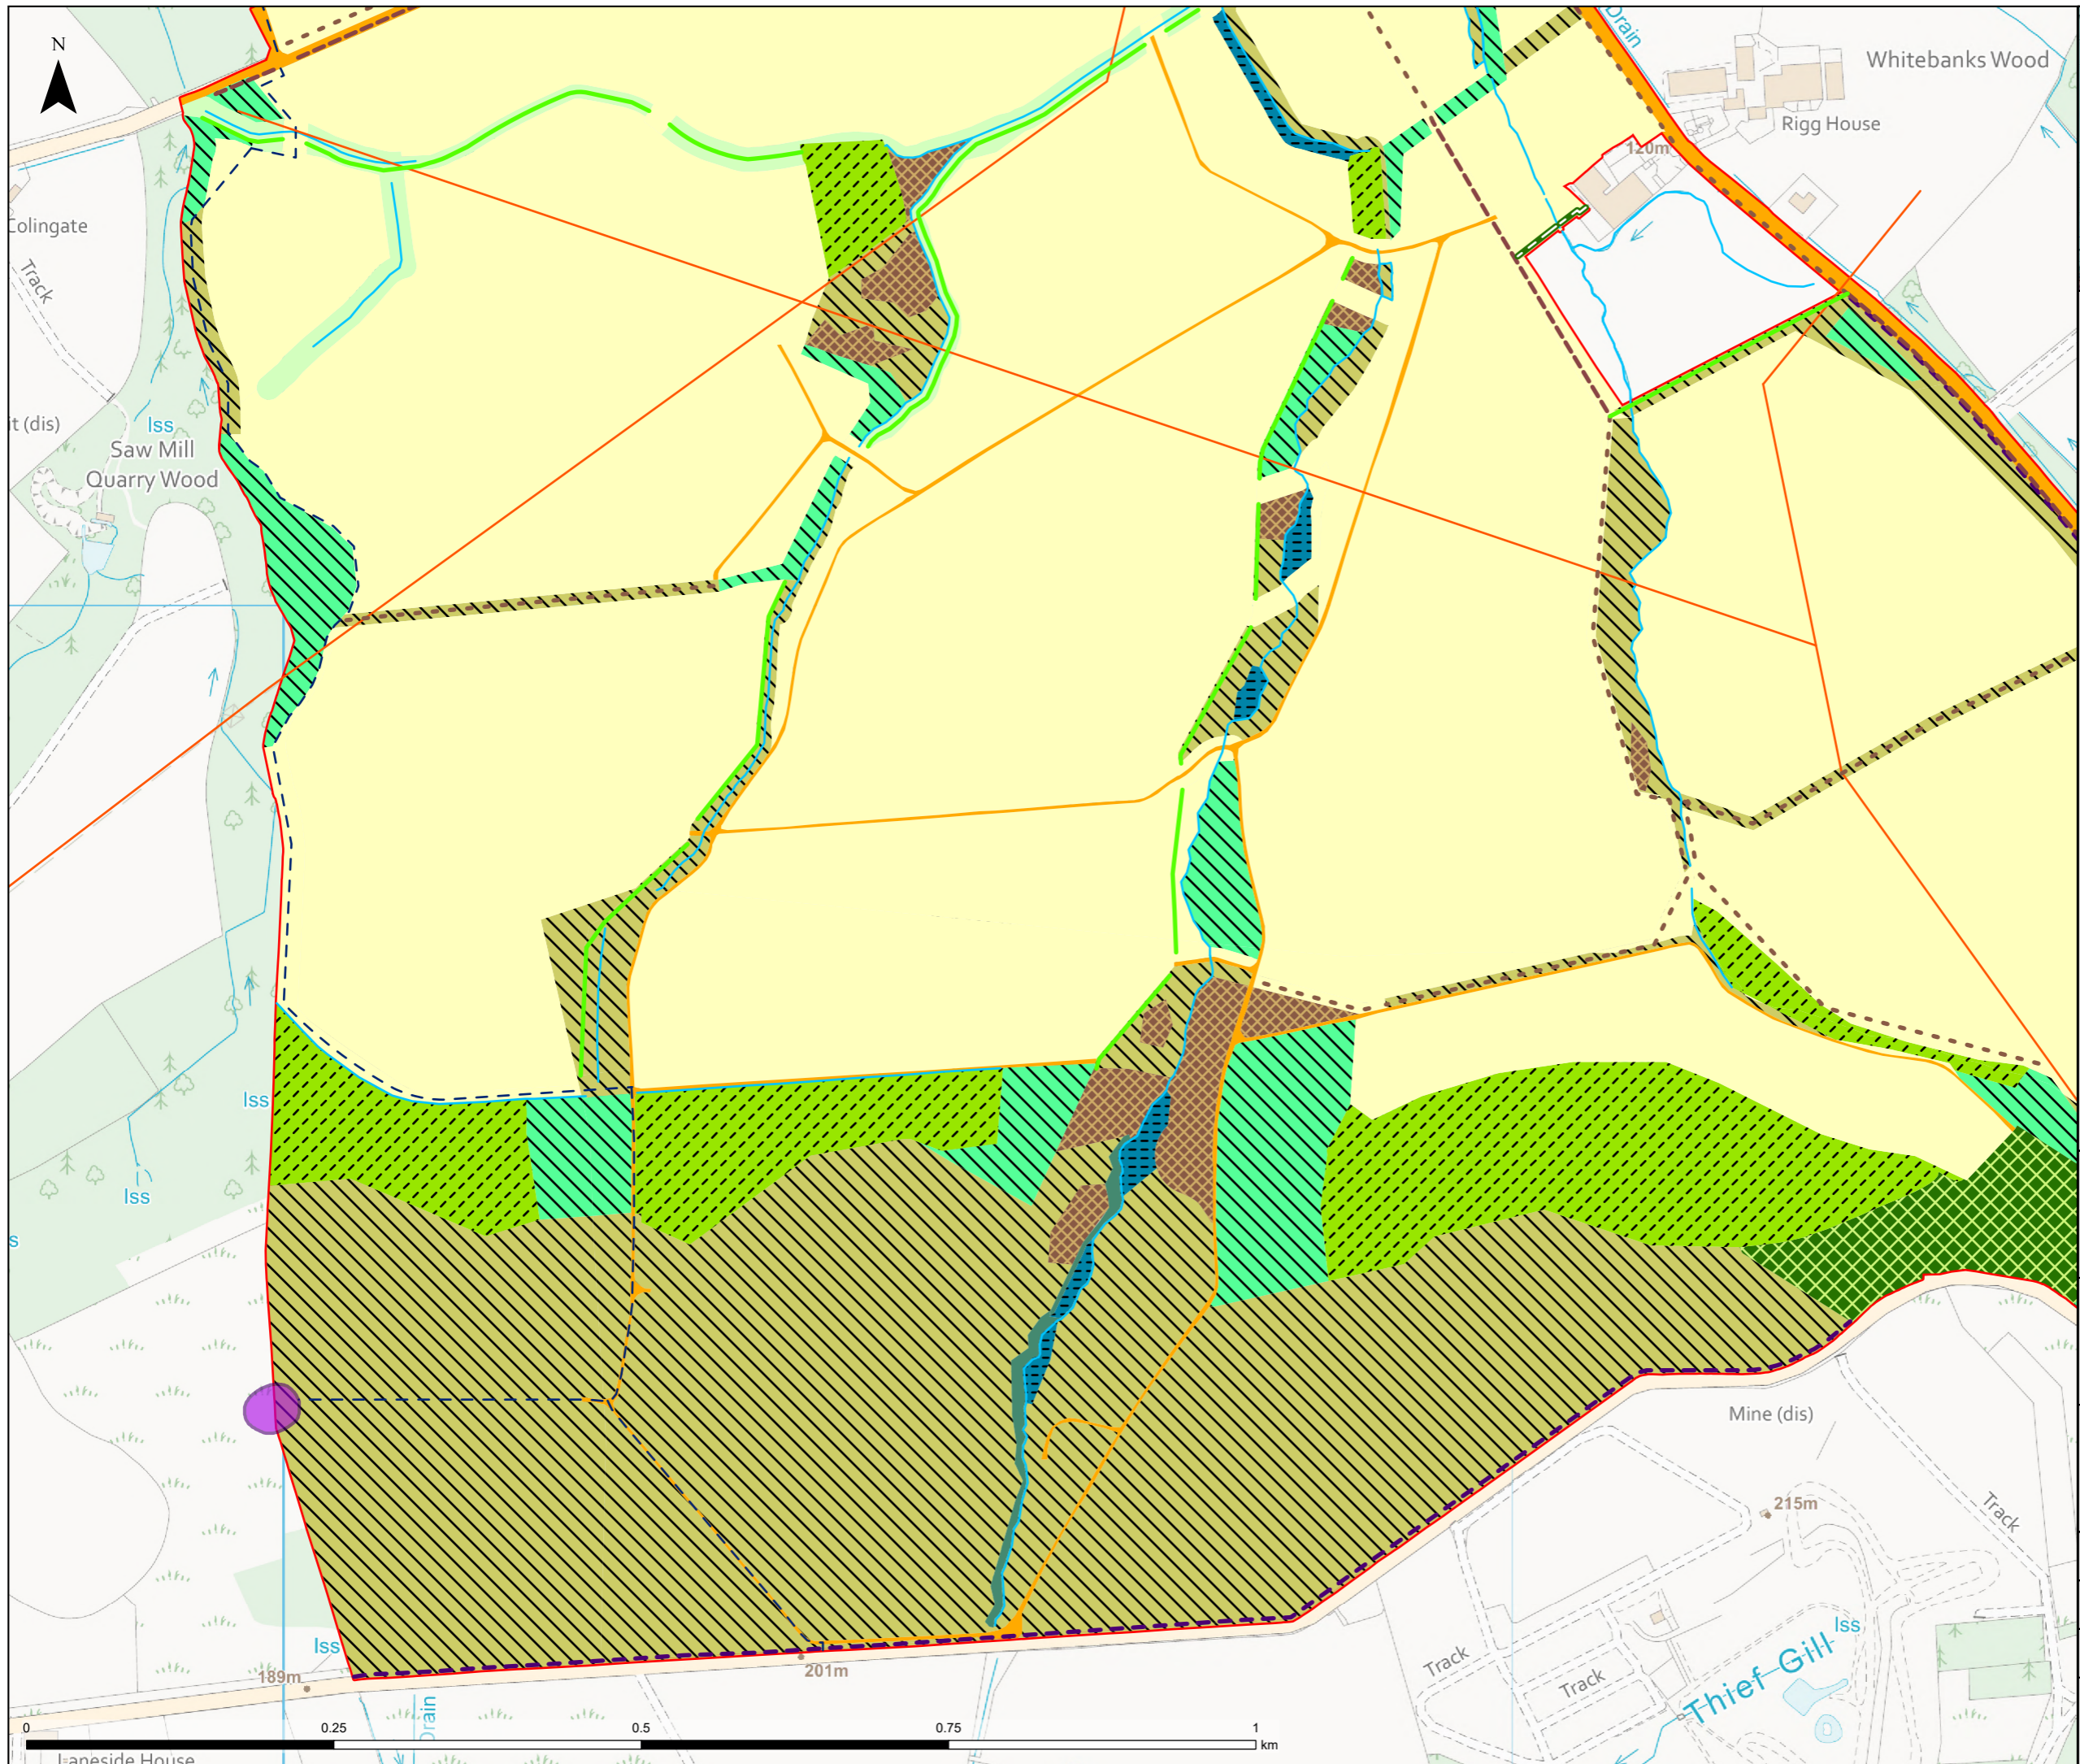 N
Drain
Whitebanks Wood
Rigg House
120m
Colingate
Track
it (dis)
Iss
Saw Mill
Quarry Wood
Iss
Iss
s
Mine (dis)
215m
Track
Iss
Iss
189m
201m
Track
Track
Thief Gill
Drain
0
0.25
0.5
0.75
1
km
Laneside House